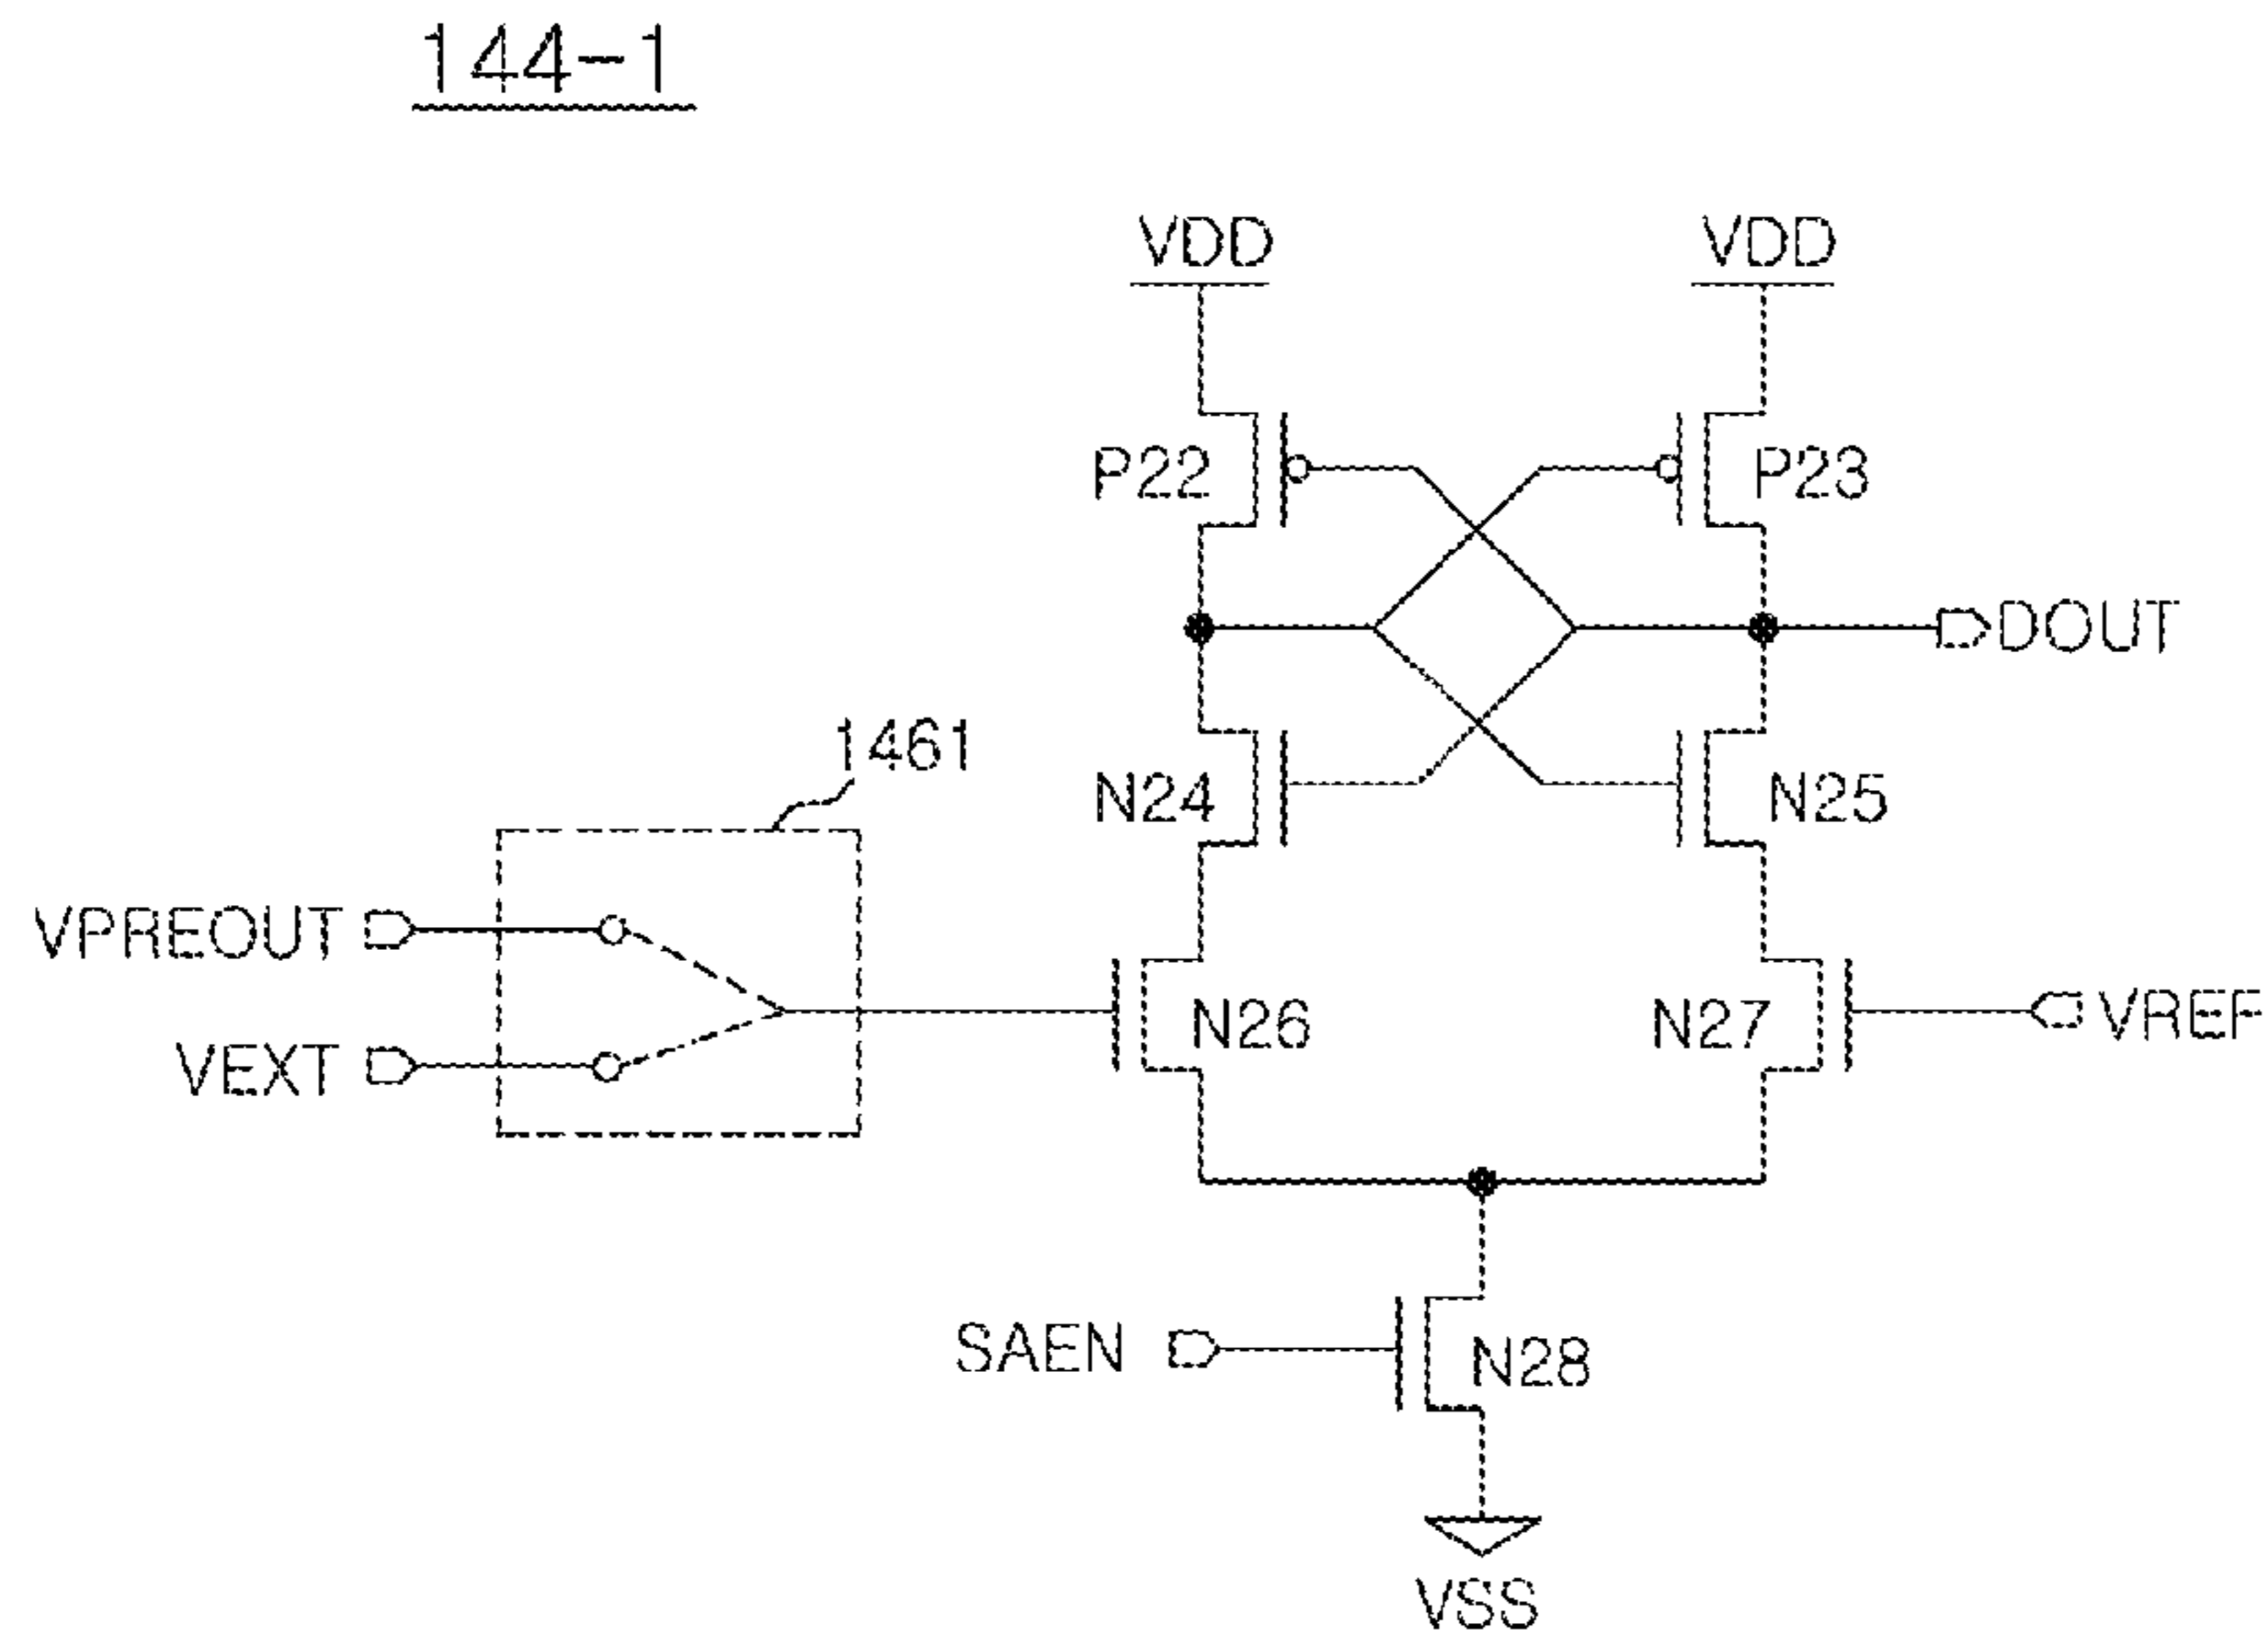 144-1
VDD VDD
P22 P23
DOUT
1461
N24 N25
VPREOUT
N26 N27 VREF
VEXT
SAEN N28
VSS